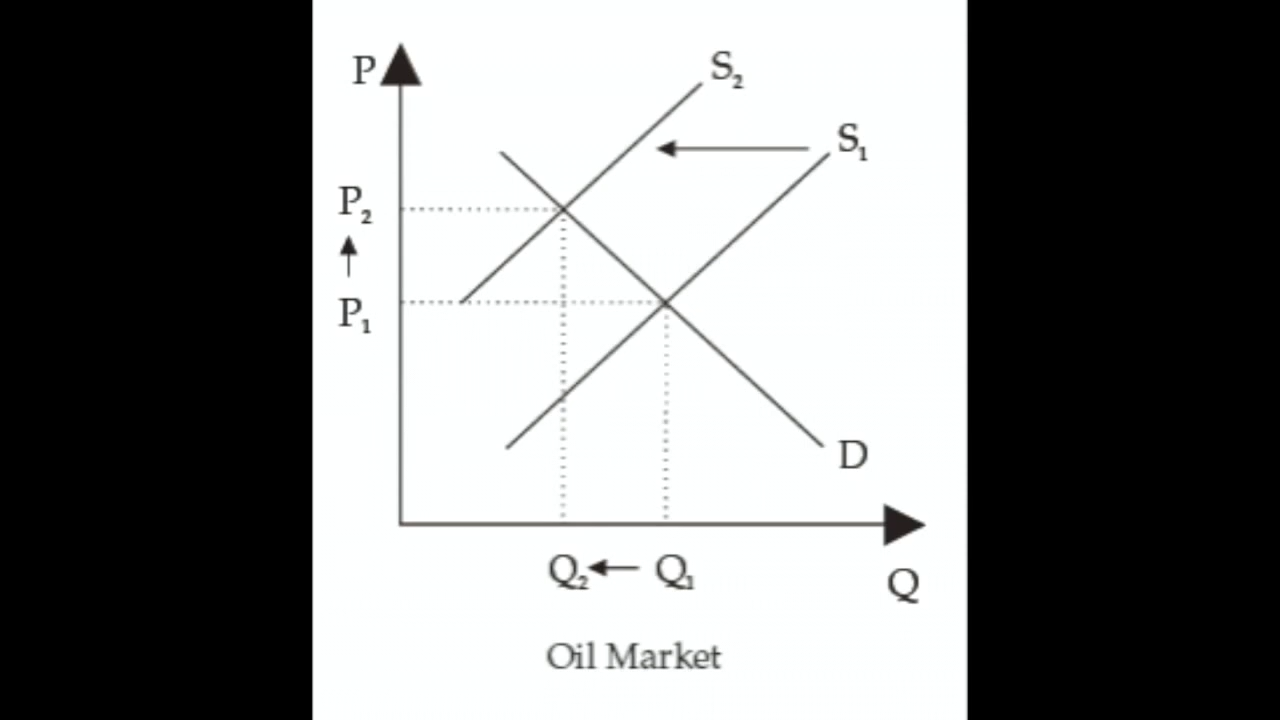 P
S₂
S₁
P₂
P₁
D
Q₂ Q₁
Q
Oil Market